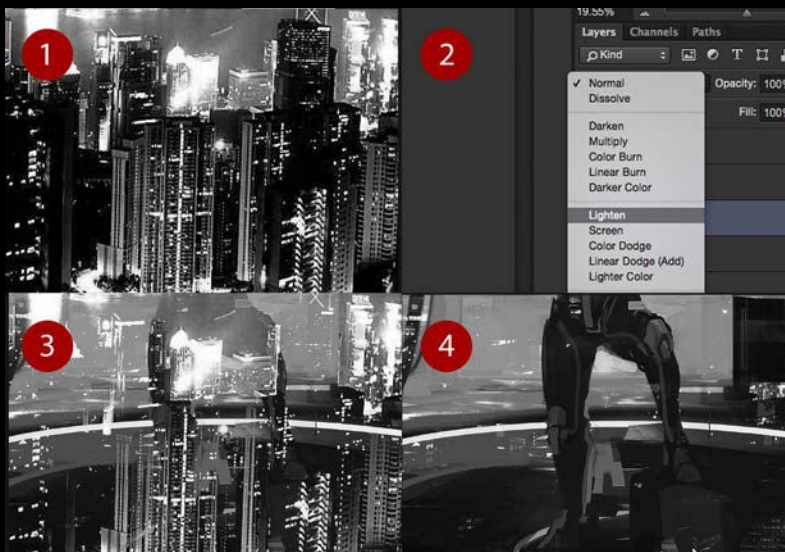 1
2
19.55%
Layers Channels Paths
Kind
T
Normal
Opacity: 100%
Dissolve
Fill: 100%
Darken
Multiply
Color Burn
Linear Burn
Darker Color
Lighten
Screen
Color Dodge
Linear Dodge (Add)
Lighter Color
3
4